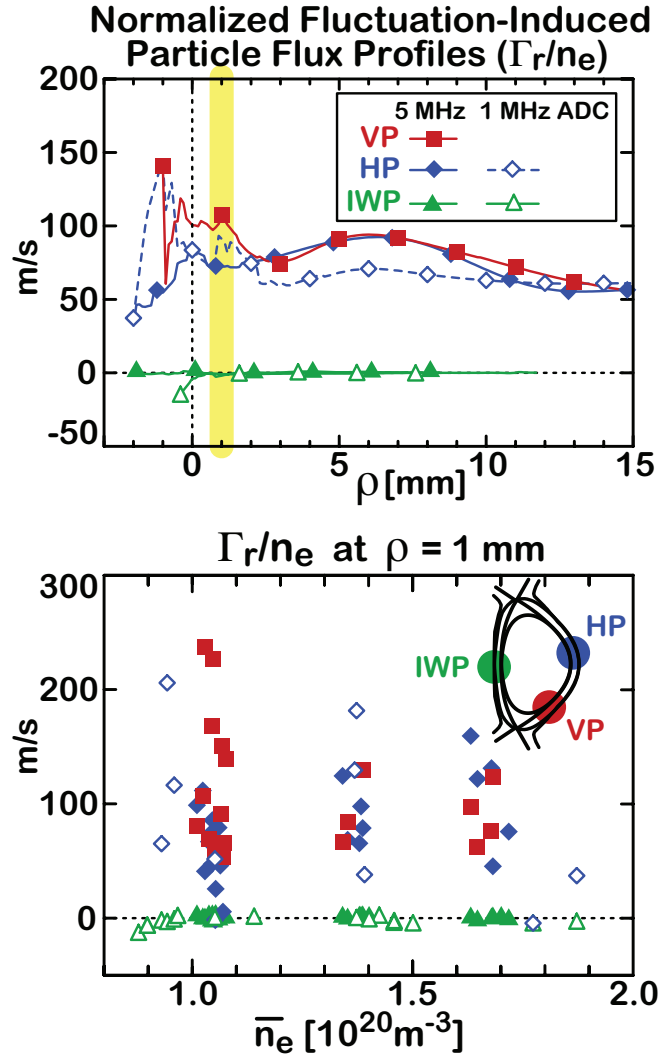 Normalized Fluctuation-Induced
Particle Flux Profiles (Γr/ne)
200
150
100
50
0
-50
m/s
5 MHz 1 MHz ADC
VP
HP
IWP
0 5 10 15
ρ [mm]
Γr/ne at ρ = 1 mm
300
200
100
0
m/s
IWP
HP
VP
1.0 1.5 2.0
n̄e [10²⁰m⁻³]